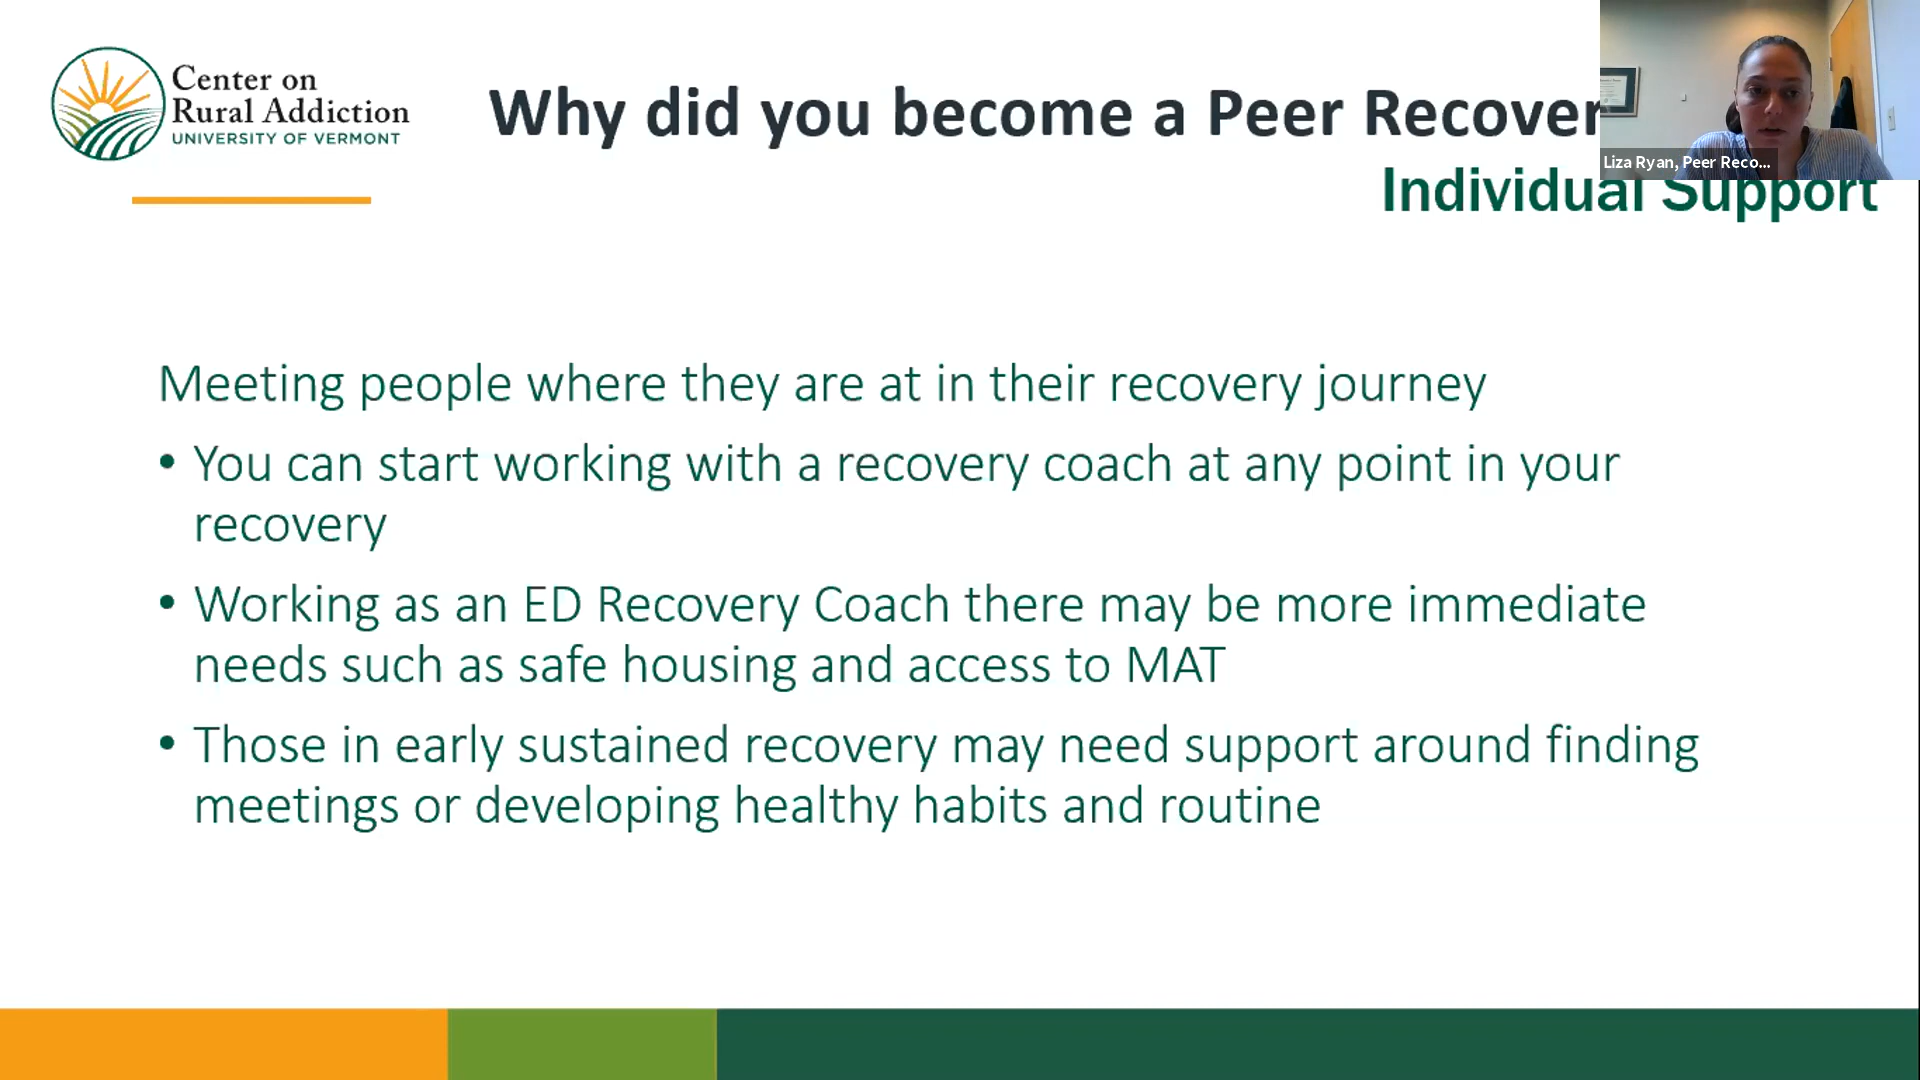 Center on
Rural Addiction
UNIVERSITY OF VERMONT
Why did you become a Peer Recover
Individual Support
Liza Ryan, Peer Reco...
Meeting people where they are at in their recovery journey
• You can start working with a recovery coach at any point in your
recovery
• Working as an ED Recovery Coach there may be more immediate
needs such as safe housing and access to MAT
• Those in early sustained recovery may need support around finding
meetings or developing healthy habits and routine